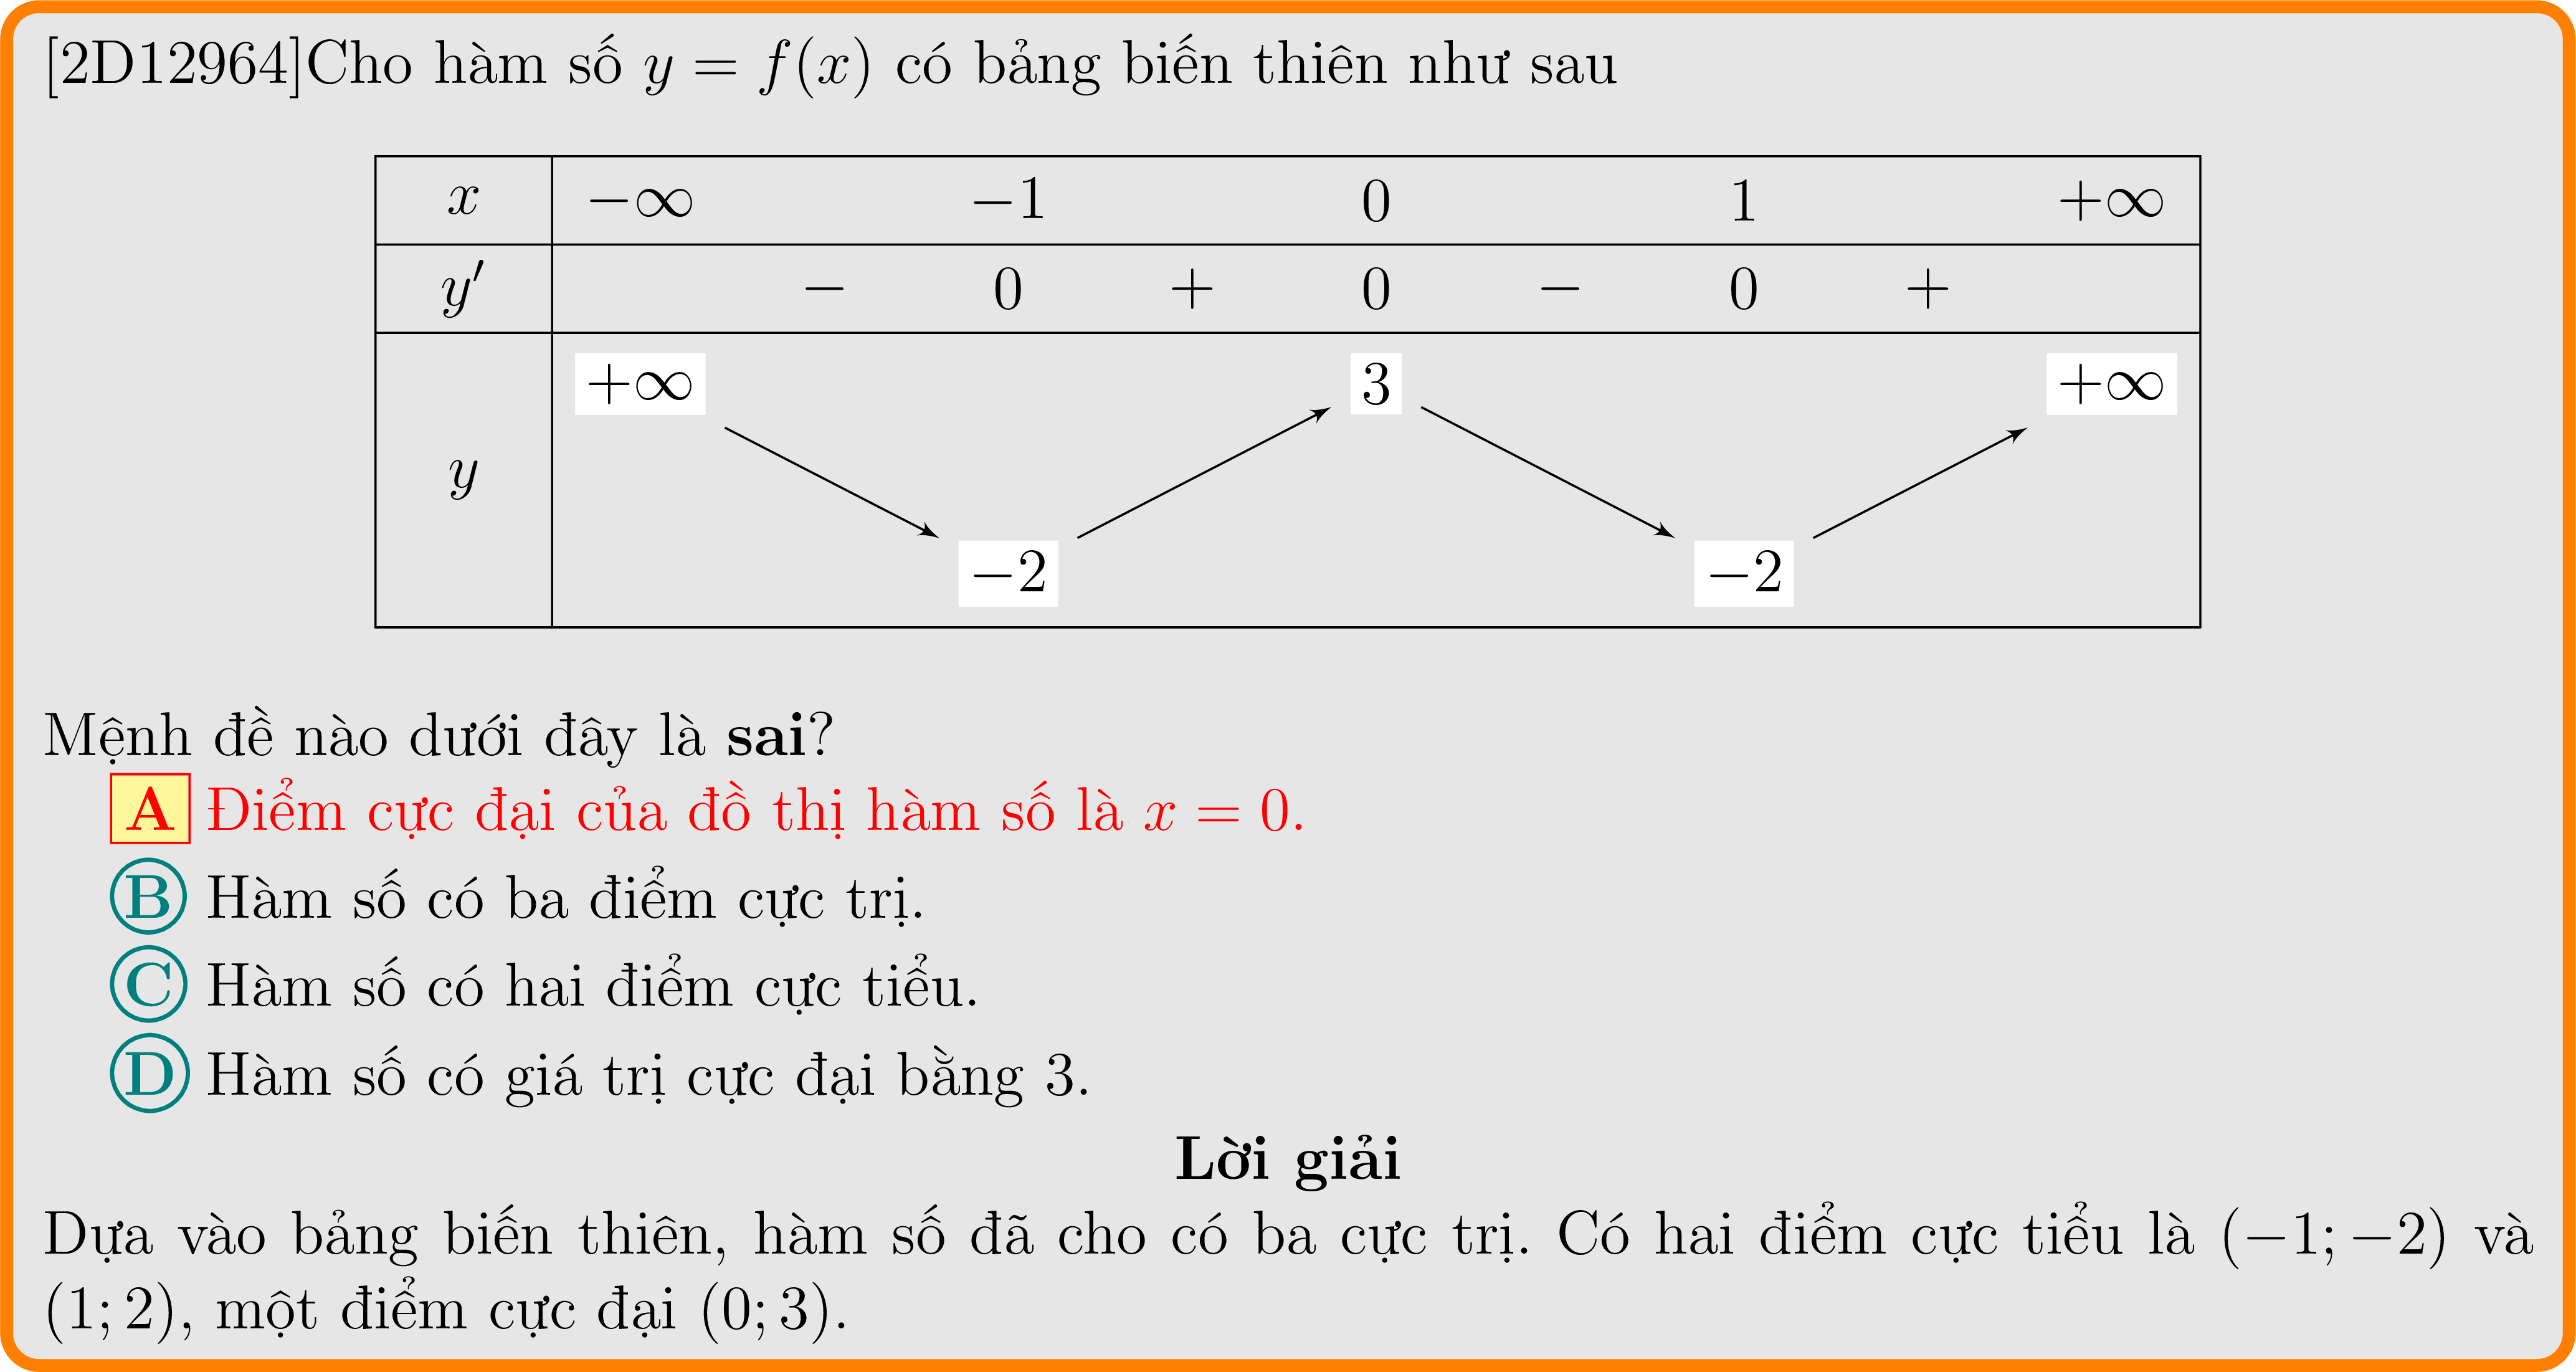 [2D12964]Cho hàm số y = f(x) có bảng biến thiên như sau
x −∞ −1 0 1 +∞
y′ − 0 + 0 − 0 +
+∞ 3 +∞
y
−2 −2
Mệnh đề nào dưới đây là sai?
A Điểm cực đại của đồ thị hàm số là x = 0.
B Hàm số có ba điểm cực trị.
C Hàm số có hai điểm cực tiểu.
D Hàm số có giá trị cực đại bằng 3.
Lời giải
Dựa vào bảng biến thiên, hàm số đã cho có ba cực trị. Có hai điểm cực tiểu là (−1; −2) và
(1; 2), một điểm cực đại (0; 3).